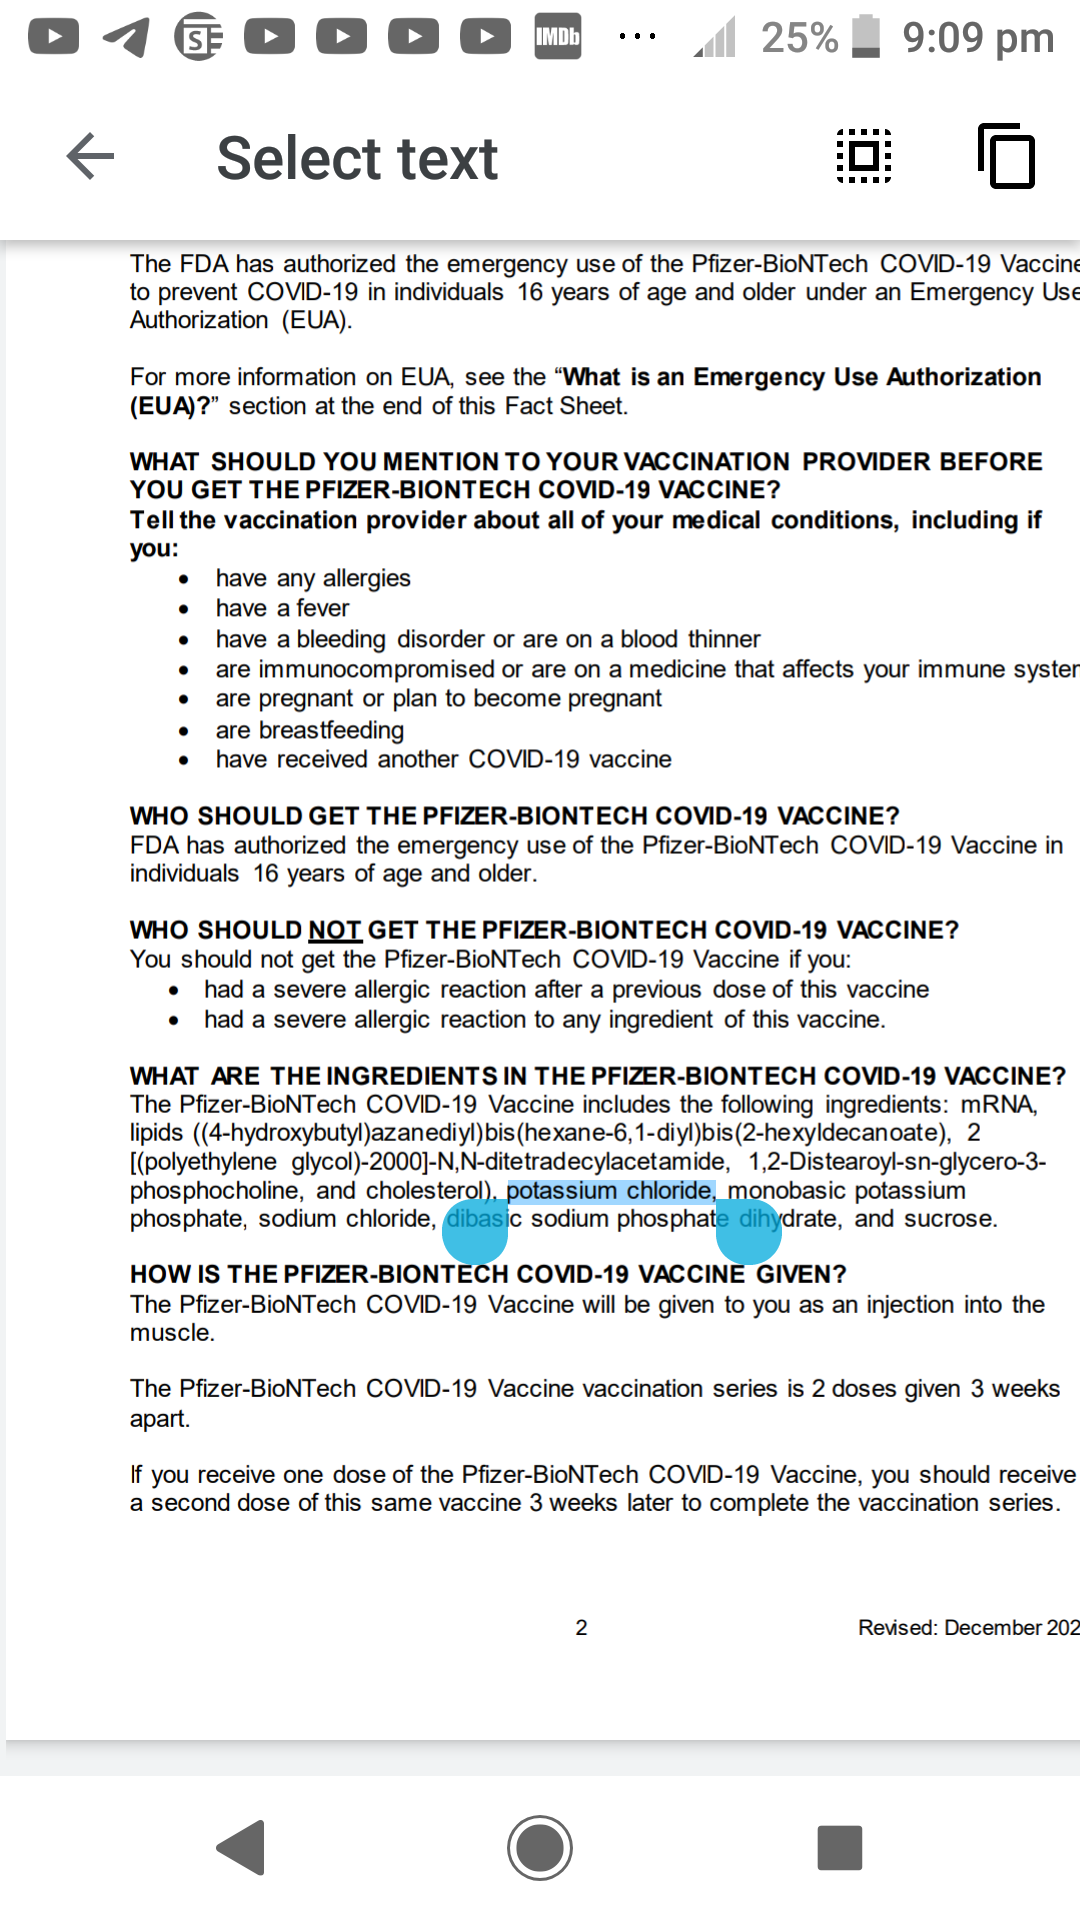 IMDb ... 25% 9:09 pm
Select text
The FDA has authorized the emergency use of the Pfizer-BioNTech COVID-19 Vaccine
to prevent COVID-19 in individuals 16 years of age and older under an Emergency Use
Authorization (EUA).
For more information on EUA, see the “What is an Emergency Use Authorization
(EUA)?” section at the end of this Fact Sheet.
WHAT SHOULD YOU MENTION TO YOUR VACCINATION PROVIDER BEFORE
YOU GET THE PFIZER-BIONTECH COVID-19 VACCINE?
Tell the vaccination provider about all of your medical conditions, including if
you:
• have any allergies
• have a fever
• have a bleeding disorder or are on a blood thinner
• are immunocompromised or are on a medicine that affects your immune syster
• are pregnant or plan to become pregnant
• are breastfeeding
• have received another COVID-19 vaccine
WHO SHOULD GET THE PFIZER-BIONTECH COVID-19 VACCINE?
FDA has authorized the emergency use of the Pfizer-BioNTech COVID-19 Vaccine in
individuals 16 years of age and older.
WHO SHOULD NOT GET THE PFIZER-BIONTECH COVID-19 VACCINE?
You should not get the Pfizer-BioNTech COVID-19 Vaccine if you:
• had a severe allergic reaction after a previous dose of this vaccine
• had a severe allergic reaction to any ingredient of this vaccine.
WHAT ARE THE INGREDIENTS IN THE PFIZER-BIONTECH COVID-19 VACCINE?
The Pfizer-BioNTech COVID-19 Vaccine includes the following ingredients: mRNA,
lipids ((4-hydroxybutyl)azanediyl)bis(hexane-6,1-diyl)bis(2-hexyldecanoate), 2
[(polyethylene glycol)-2000]-N,N-ditetradecylacetamide, 1,2-Distearoyl-sn-glycero-3-
phosphocholine, and cholesterol), potassium chloride, monobasic potassium
phosphate, sodium chloride, dibasic sodium phosphate dihydrate, and sucrose.
HOW IS THE PFIZER-BIONTECH COVID-19 VACCINE GIVEN?
The Pfizer-BioNTech COVID-19 Vaccine will be given to you as an injection into the
muscle.
The Pfizer-BioNTech COVID-19 Vaccine vaccination series is 2 doses given 3 weeks
apart.
If you receive one dose of the Pfizer-BioNTech COVID-19 Vaccine, you should receive
a second dose of this same vaccine 3 weeks later to complete the vaccination series.
2 Revised: December 202